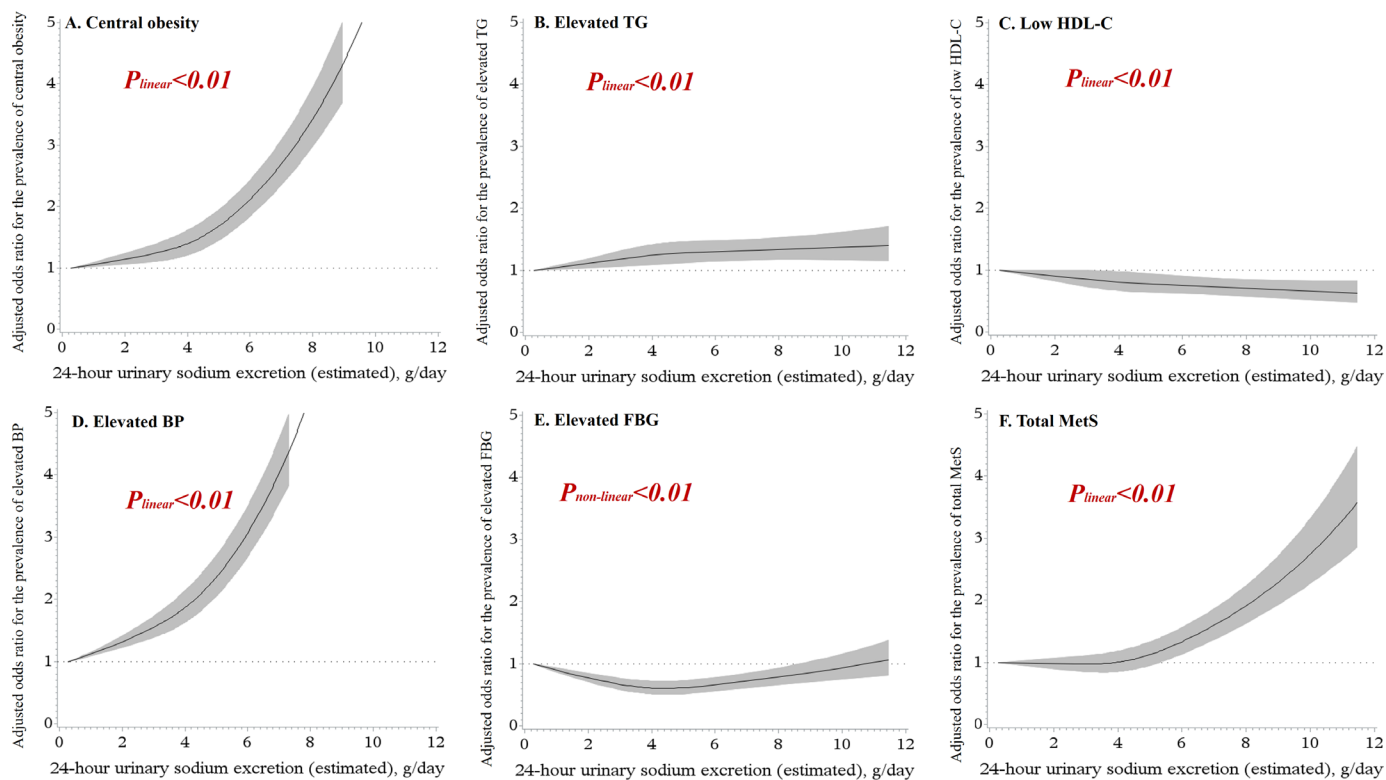 A. Central obesity
P linear<0.01
Adjusted odds ratio for the prevalence of central obesity
5
4
3
2
1
0
0 2 4 6 8 10 12
24-hour urinary sodium excretion (estimated), g/day
B. Elevated TG
P linear<0.01
Adjusted odds ratio for the prevalence of elevated TG
5
4
3
2
1
0
0 2 4 6 8 10 12
24-hour urinary sodium excretion (estimated), g/day
C. Low HDL-C
P linear<0.01
Adjusted odds ratio for the prevalence of low HDL-C
5
4
3
2
1
0
0 2 4 6 8 10 12
24-hour urinary sodium excretion (estimated), g/day
D. Elevated BP
P linear<0.01
Adjusted odds ratio for the prevalence of elevated BP
5
4
3
2
1
0
0 2 4 6 8 10 12
24-hour urinary sodium excretion (estimated), g/day
E. Elevated FBG
P non-linear<0.01
Adjusted odds ratio for the prevalence of elevated FBG
5
4
3
2
1
0
0 2 4 6 8 10 12
24-hour urinary sodium excretion (estimated), g/day
F. Total MetS
P linear<0.01
Adjusted odds ratio for the prevalence of total MetS
5
4
3
2
1
0
0 2 4 6 8 10 12
24-hour urinary sodium excretion (estimated), g/day